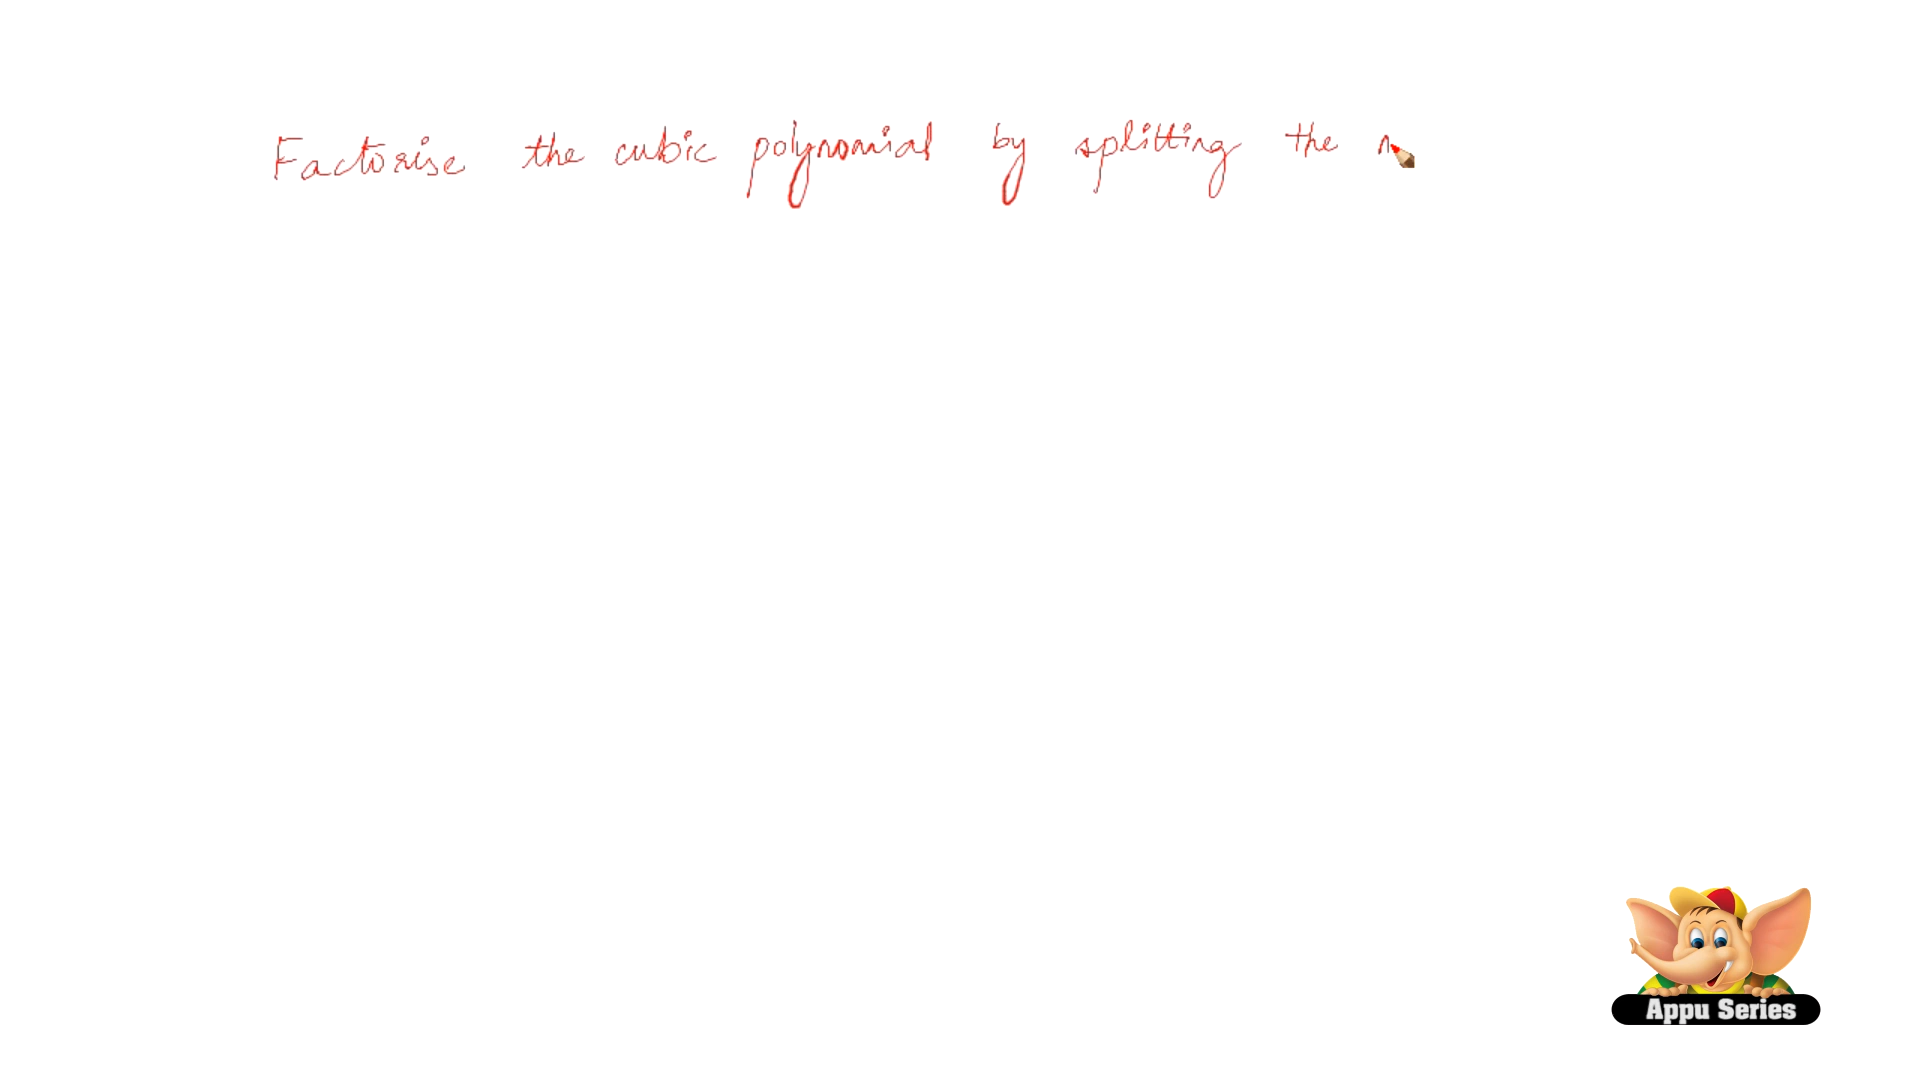 Factorise the cubic polynomial by splitting the
Appu Series